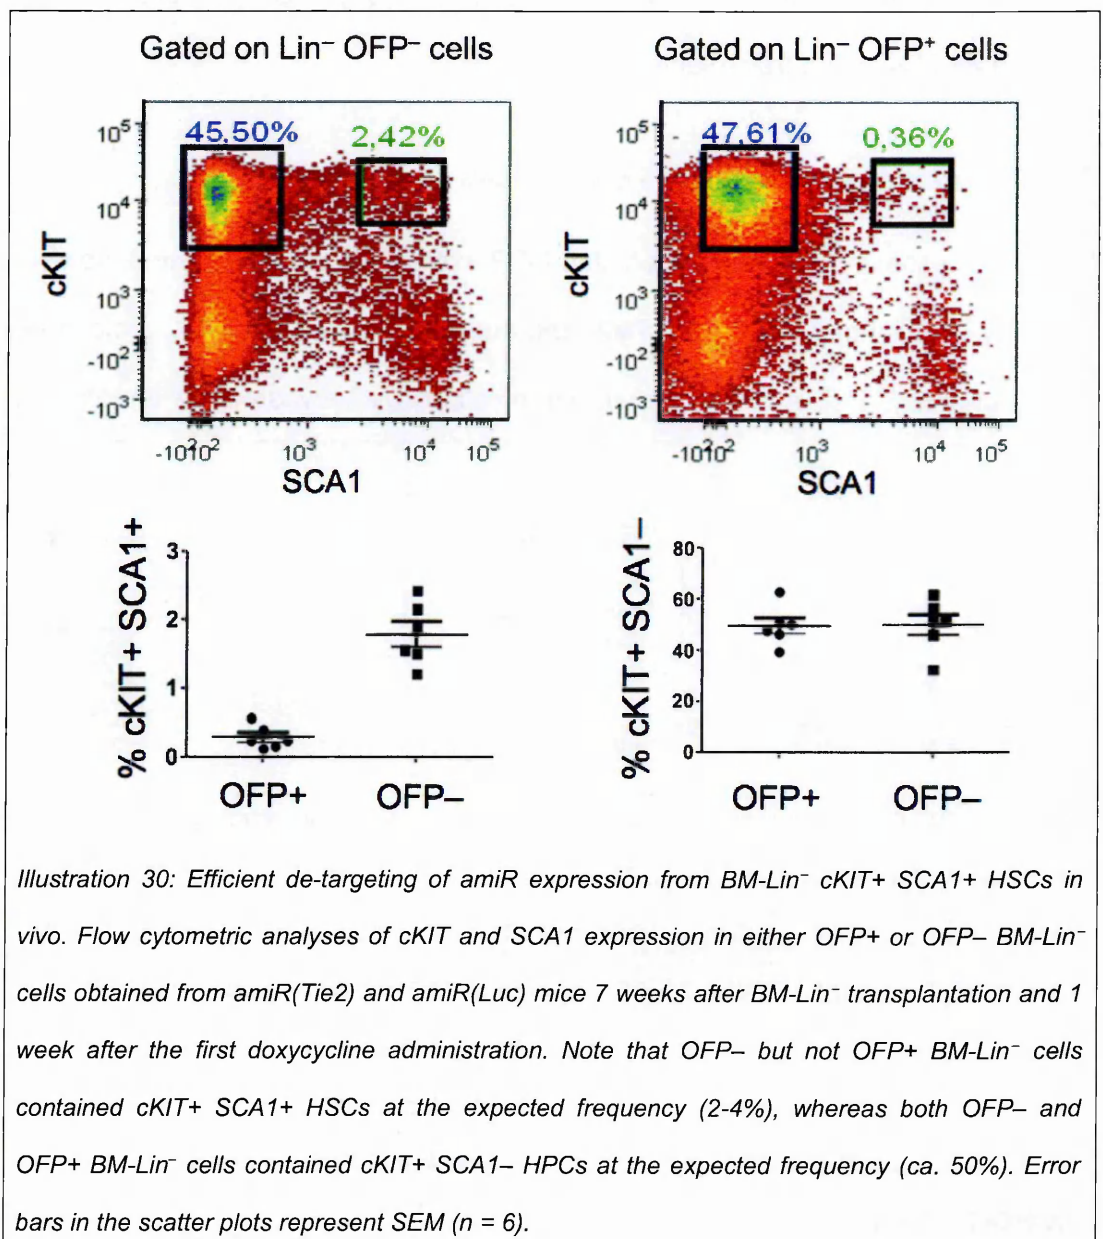 Gated on Lin⁻ OFP⁻ cells
Gated on Lin⁻ OFP⁺ cells
45,50%
2,42%
10⁵
10⁴
10³
-10²
-10³
cKIT
-10²10²
10³
10⁴
10⁵
SCA1
47,61%
0,36%
10⁵
10⁴
10³
-10²
-10³
cKIT
-10²10²
10³
10⁴
10⁵
SCA1
% cKIT+ SCA1+
3
2
1
0
OFP+
OFP–
% cKIT+ SCA1–
80
60
40
20
0
OFP+
OFP–
Illustration 30: Efficient de-targeting of amiR expression from BM-Lin⁻ cKIT+ SCA1+ HSCs in
vivo. Flow cytometric analyses of cKIT and SCA1 expression in either OFP+ or OFP– BM-Lin⁻
cells obtained from amiR(Tie2) and amiR(Luc) mice 7 weeks after BM-Lin⁻ transplantation and 1
week after the first doxycycline administration. Note that OFP– but not OFP+ BM-Lin⁻ cells
contained cKIT+ SCA1+ HSCs at the expected frequency (2-4%), whereas both OFP– and
OFP+ BM-Lin⁻ cells contained cKIT+ SCA1– HPCs at the expected frequency (ca. 50%). Error
bars in the scatter plots represent SEM (n = 6).